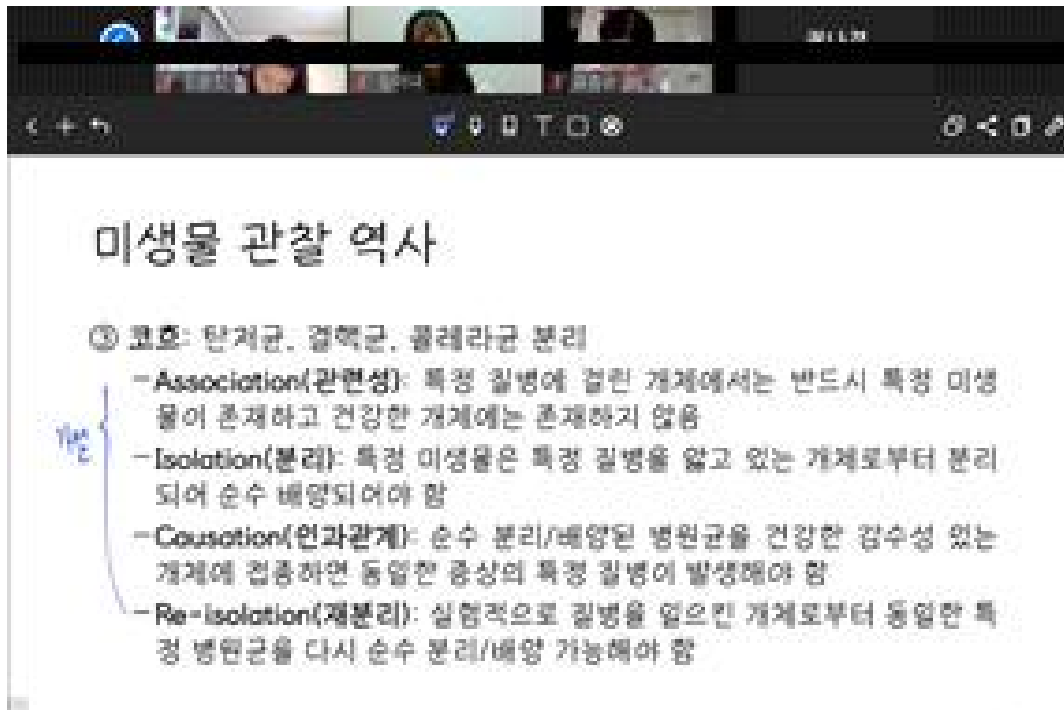 미생물 관찰 역사
③ 코흐: 탄저균, 결핵균, 콜레라균 분리
-Association(관련성): 특정 질병에 걸린 개체에서는 반드시 특정 미생
물이 존재하고 건강한 개체에는 존재하지 않음
-Isolation(분리): 특정 미생물은 특정 질병을 앓고 있는 개체로부터 분리
되어 순수 배양되어야 함
-Causation(인과관계): 순수 분리/배양된 병원균을 건강한 감수성 있는
개체에 접종하면 동일한 증상의 특정 질병이 발생해야 함
-Re-isolation(재분리): 실험적으로 질병을 일으킨 개체로부터 동일한 특
정 병원균을 다시 순수 분리/배양 가능해야 함